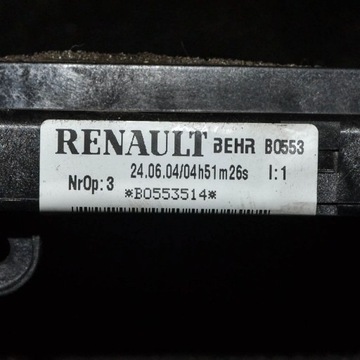 RENAULT BEHR B0553
24.06.04/04h51m26s I:1
NrOp:3
*B0553514*